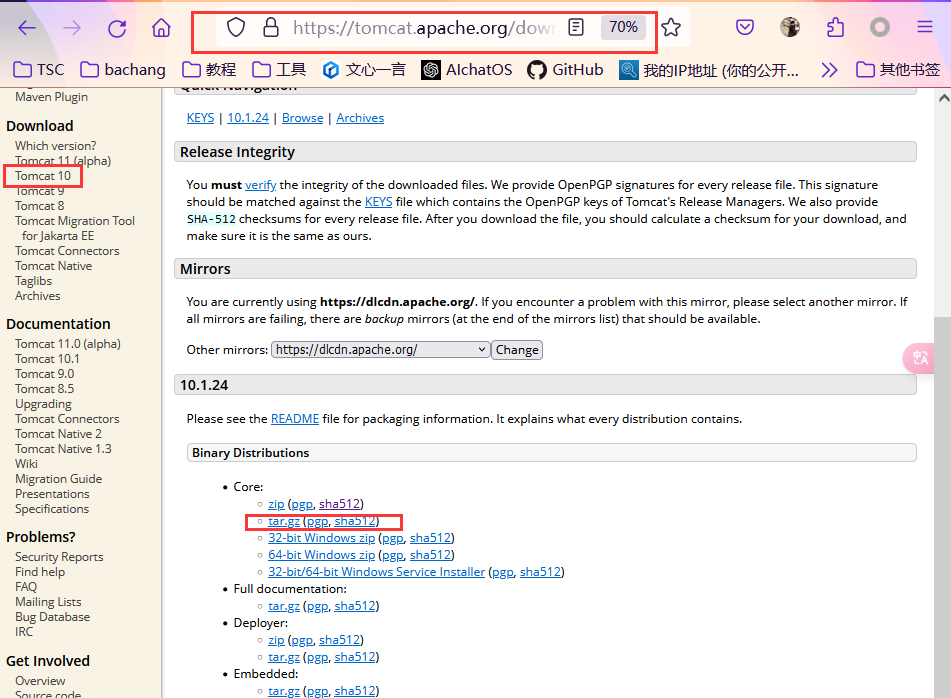 https://tomcat.apache.org/dow
70%
TSC
bachang
教程
工具
文心一言
AIchatOS
GitHub
我的IP地址 (你的公开...
其他书签
Maven Plugin
Download
Which version?
Tomcat 11 (alpha)
Tomcat 10
Tomcat 9
Tomcat 8
Tomcat Migration Tool
for Jakarta EE
Tomcat Connectors
Tomcat Native
Taglibs
Archives
Documentation
Tomcat 11.0 (alpha)
Tomcat 10.1
Tomcat 9.0
Tomcat 8.5
Upgrading
Tomcat Connectors
Tomcat Native 2
Tomcat Native 1.3
Wiki
Migration Guide
Presentations
Specifications
Problems?
Security Reports
Find help
FAQ
Mailing Lists
Bug Database
IRC
Get Involved
Overview
Source code
Quick Navigation
KEYS | 10.1.24 | Browse | Archives
Release Integrity
You must verify the integrity of the downloaded files. We provide OpenPGP signatures for every release file. This signature
should be matched against the KEYS file which contains the OpenPGP keys of Tomcat's Release Managers. We also provide
SHA-512 checksums for every release file. After you download the file, you should calculate a checksum for your download, and
make sure it is the same as ours.
Mirrors
You are currently using https://dlcdn.apache.org/. If you encounter a problem with this mirror, please select another mirror. If
all mirrors are failing, there are backup mirrors (at the end of the mirrors list) that should be available.
Other mirrors: https://dlcdn.apache.org/ Change
10.1.24
Please see the README file for packaging information. It explains what every distribution contains.
Binary Distributions
• Core:
◦ zip (pgp, sha512)
◦ tar.gz (pgp, sha512)
◦ 32-bit Windows zip (pgp, sha512)
◦ 64-bit Windows zip (pgp, sha512)
◦ 32-bit/64-bit Windows Service Installer (pgp, sha512)
• Full documentation:
◦ tar.gz (pgp, sha512)
• Deployer:
◦ zip (pgp, sha512)
◦ tar.gz (pgp, sha512)
• Embedded:
◦ tar.gz (pgp, sha512)